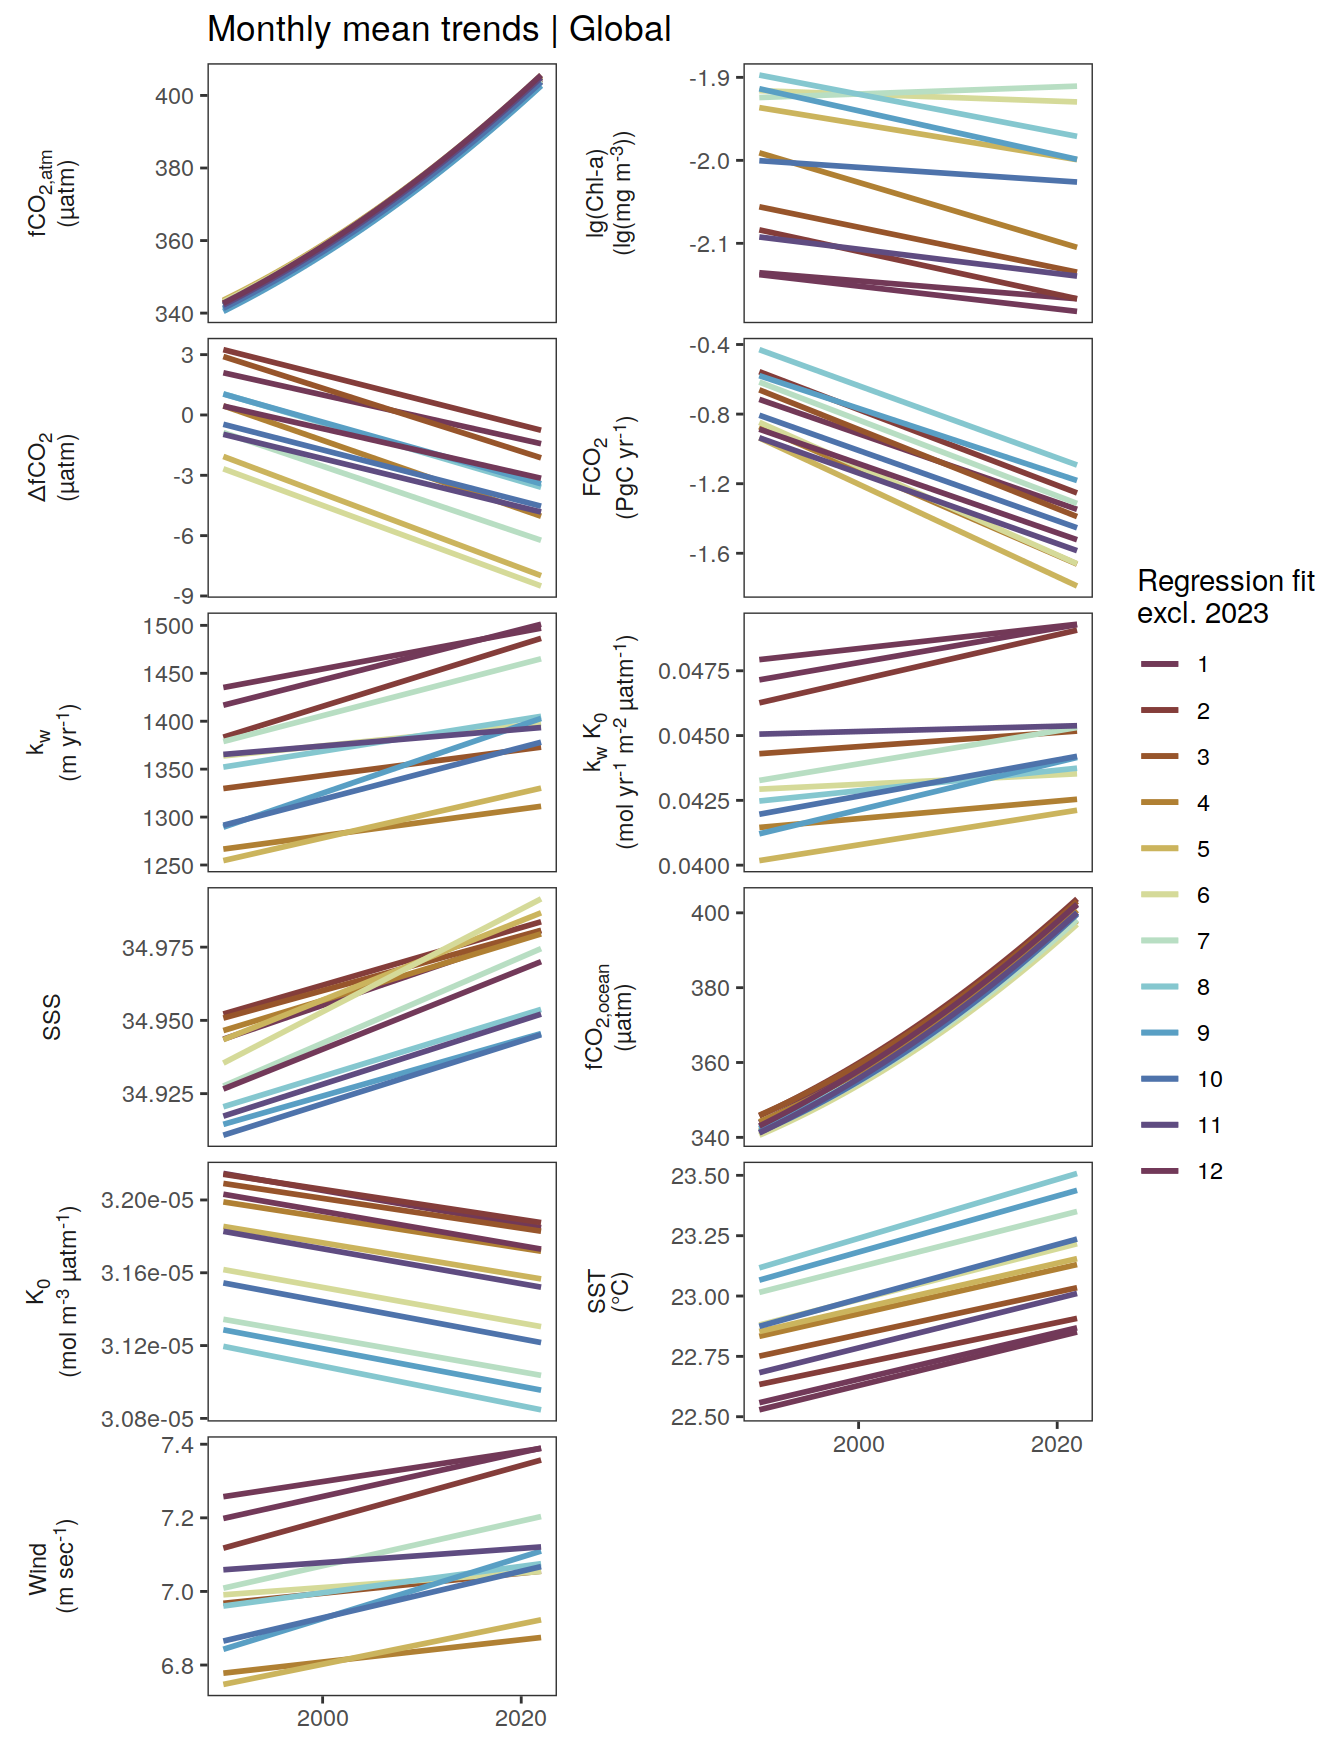 Monthly mean trends | Global
fCO2,atm
(µatm)
400
380
360
340
lg(Chl-a)
(lg(mg m-3))
-1.9
-2.0
-2.1
ΔfCO2
(µatm)
3
0
-3
-6
-9
FCO2
(PgC yr-1)
-0.4
-0.8
-1.2
-1.6
kw
(m yr-1)
1500
1450
1400
1350
1300
1250
kw K0
(mol yr-1 m-2 µatm-1)
0.0475
0.0450
0.0425
0.0400
SSS
34.975
34.950
34.925
fCO2,ocean
(µatm)
400
380
360
340
K0
(mol m-3 µatm-1)
3.20e-05
3.16e-05
3.12e-05
3.08e-05
SST
(°C)
23.50
23.25
23.00
22.75
22.50
2000 2020
Wind
(m sec-1)
7.4
7.2
7.0
6.8
2000 2020
Regression fit
excl. 2023
1
2
3
4
5
6
7
8
9
10
11
12